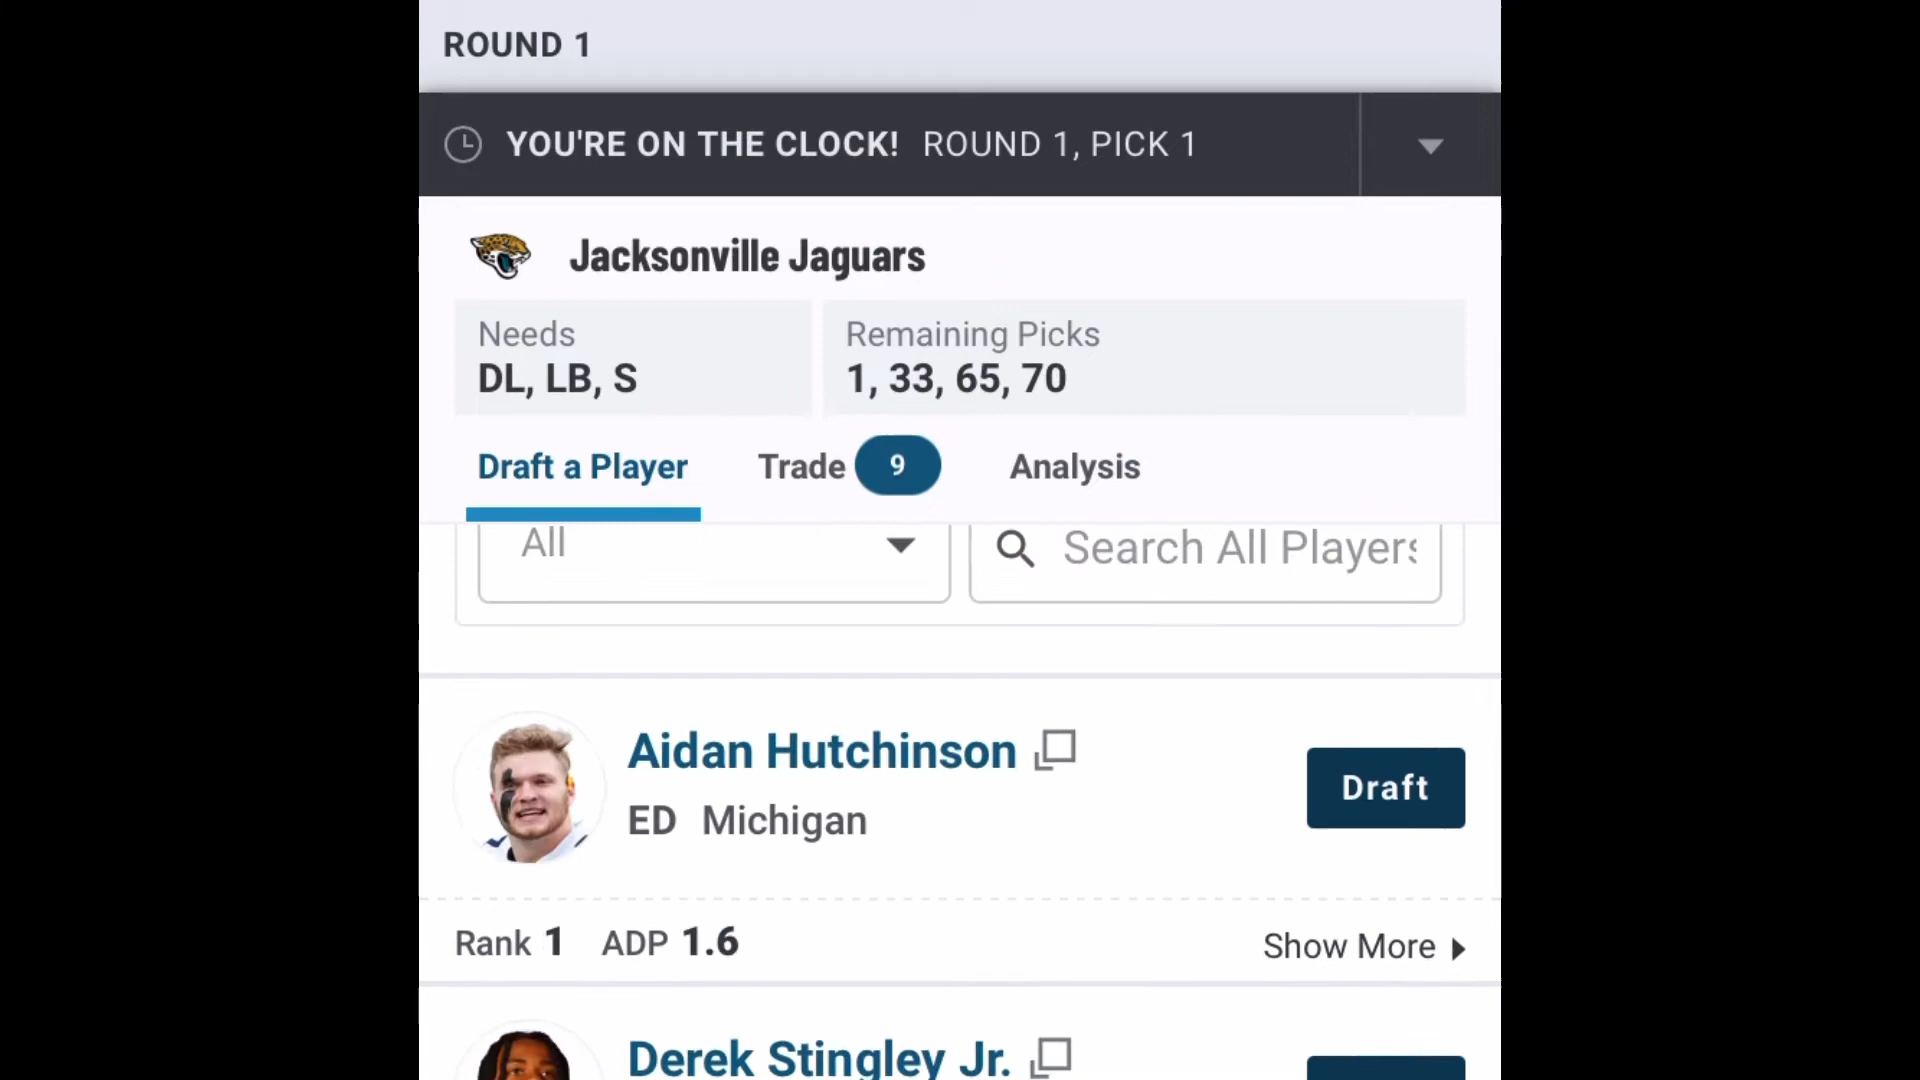 ROUND 1
YOU'RE ON THE CLOCK! ROUND 1, PICK 1
Jacksonville Jaguars
Needs
DL, LB, S
Remaining Picks
1, 33, 65, 70
Draft a Player
Trade 9
Analysis
All
Search All Players
Aidan Hutchinson
ED Michigan
Draft
Rank 1 ADP 1.6
Show More
Derek Stingley Jr.